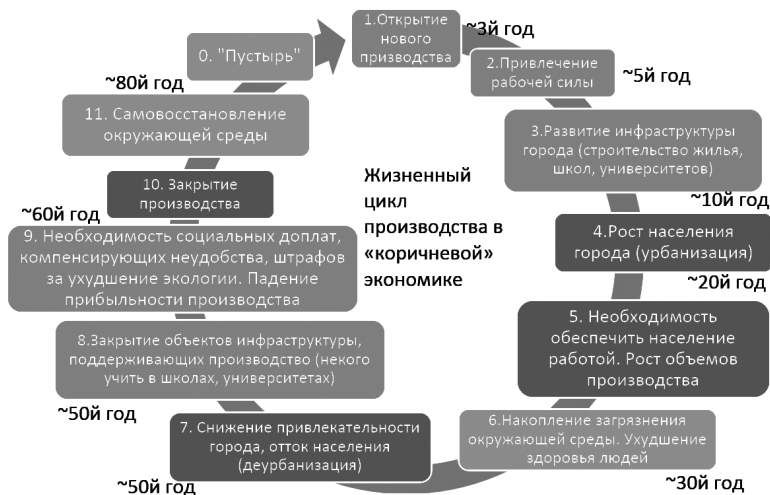 0. "Пустырь"
1.Открытие
нового
призводства
~3й год
2.Привлечение
рабочей силы
~5й год
3.Развитие инфраструктуры
города (строительство жилья,
школ, университетов)
~10й год
4.Рост населения
города (урбанизация)
~20й год
5. Необходимость
обеспечить население
работой. Рост объемов
производства
6.Накопление загрязнения
окружающей среды. Ухудшение
здоровья людей
~30й год
7. Снижение привлекательности
города, отток населения
(деурбанизация)
~50й год
8.Закрытие объектов инфраструктуры,
поддерживающих производство (некого
учить в школах, университетах)
~50й год
9. Необходимость социальных доплат,
компенсирующих неудобства, штрафов
за ухудшение экологии. Падение
прибыльности производства
~60й год
10. Закрытие
производства
11. Самовосстановление
окружающей среды
~80й год
Жизненный
цикл
производства в
«коричневой»
экономике